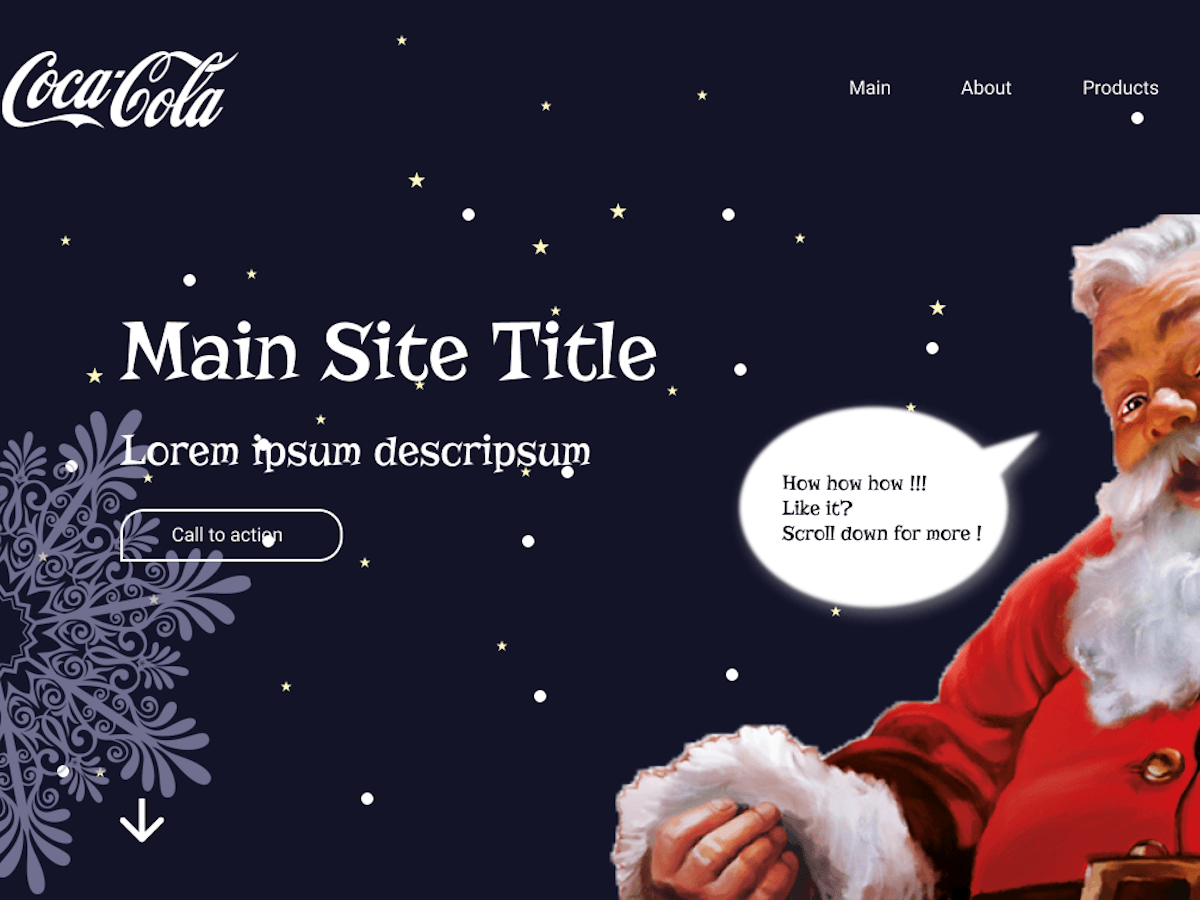 Coca-Cola
Main
About
Products
Main Site Title
Lorem ipsum descripsum
Call to action
How how how !!!
Like it?
Scroll down for more !